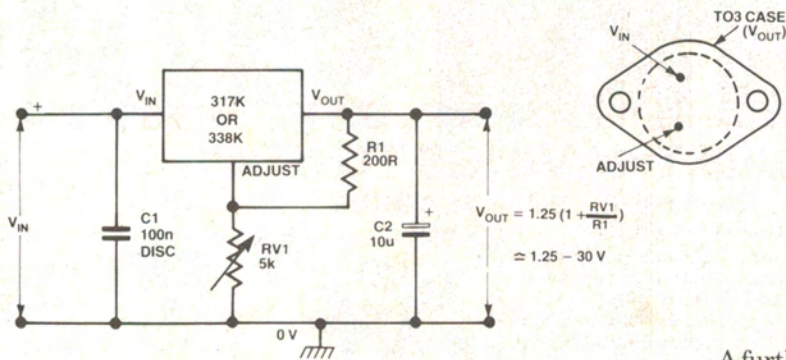 TO3 CASE
(VOUT)
VIN
ADJUST
+
VIN
317K
OR
338K
VOUT
ADJUST
R1
200R
VIN
C1
100n
DISC
RV1
5k
C2
10u
+
VOUT = 1.25 (1 + RV1/R1)
≃ 1.25 – 30 V
0 V
A furth